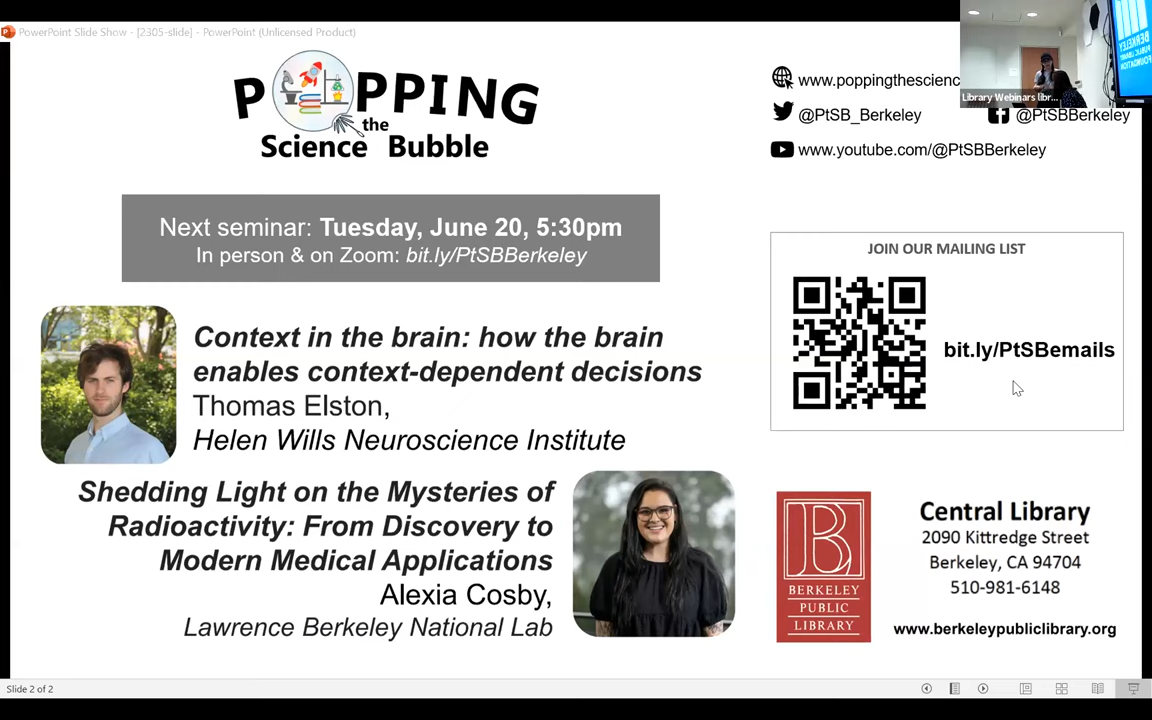 PowerPoint Slide Show - [2305-slide] - PowerPoint (Unlicensed Product)
POPPING
the
Science Bubble
www.poppingthescienc
@PtSB_Berkeley
@PtSBBerkeley
www.youtube.com/@PtSBBerkeley
Library Webinars libr...
BERKELEY
PUBLIC LIBRARY
FOUNDATION
Next seminar: Tuesday, June 20, 5:30pm
In person & on Zoom: bit.ly/PtSBBerkeley
JOIN OUR MAILING LIST
bit.ly/PtSBemails
Context in the brain: how the brain
enables context-dependent decisions
Thomas Elston,
Helen Wills Neuroscience Institute
Shedding Light on the Mysteries of
Radioactivity: From Discovery to
Modern Medical Applications
Alexia Cosby,
Lawrence Berkeley National Lab
B
BERKELEY
PUBLIC
LIBRARY
Central Library
2090 Kittredge Street
Berkeley, CA 94704
510-981-6148
www.berkeleypubliclibrary.org
Slide 2 of 2